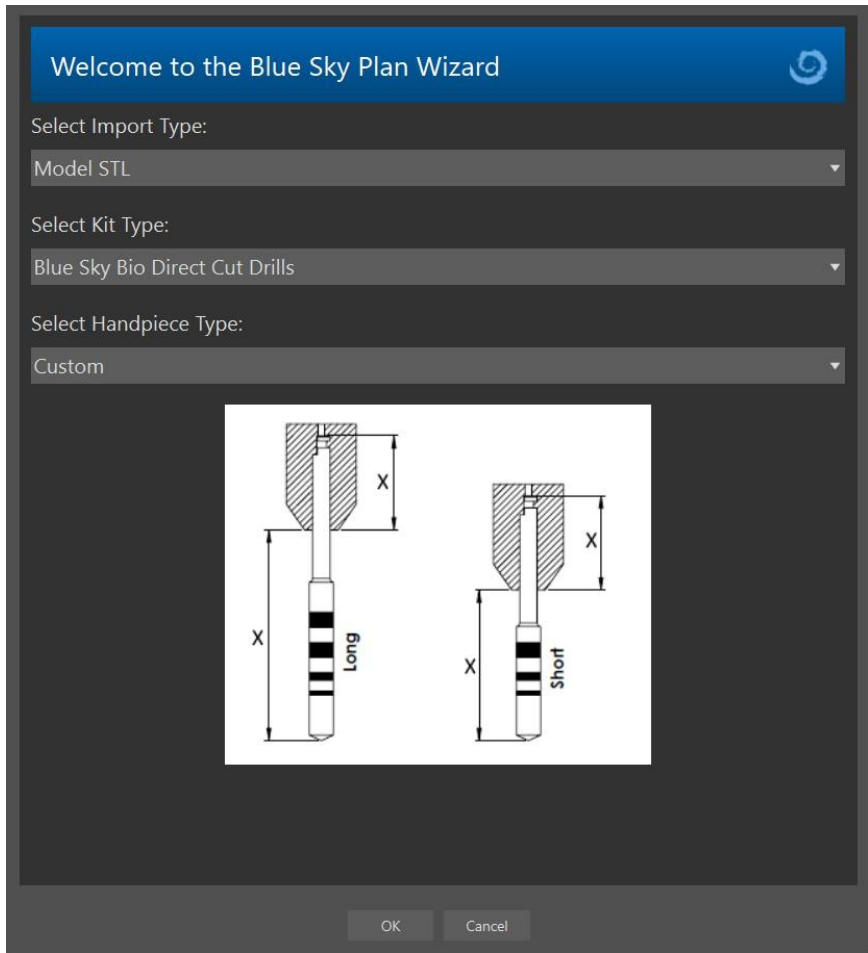 Welcome to the Blue Sky Plan Wizard
Select Import Type:
Model STL
Select Kit Type:
Blue Sky Bio Direct Cut Drills
Select Handpiece Type:
Custom
X
X
X
Long
X
Short
OK
Cancel